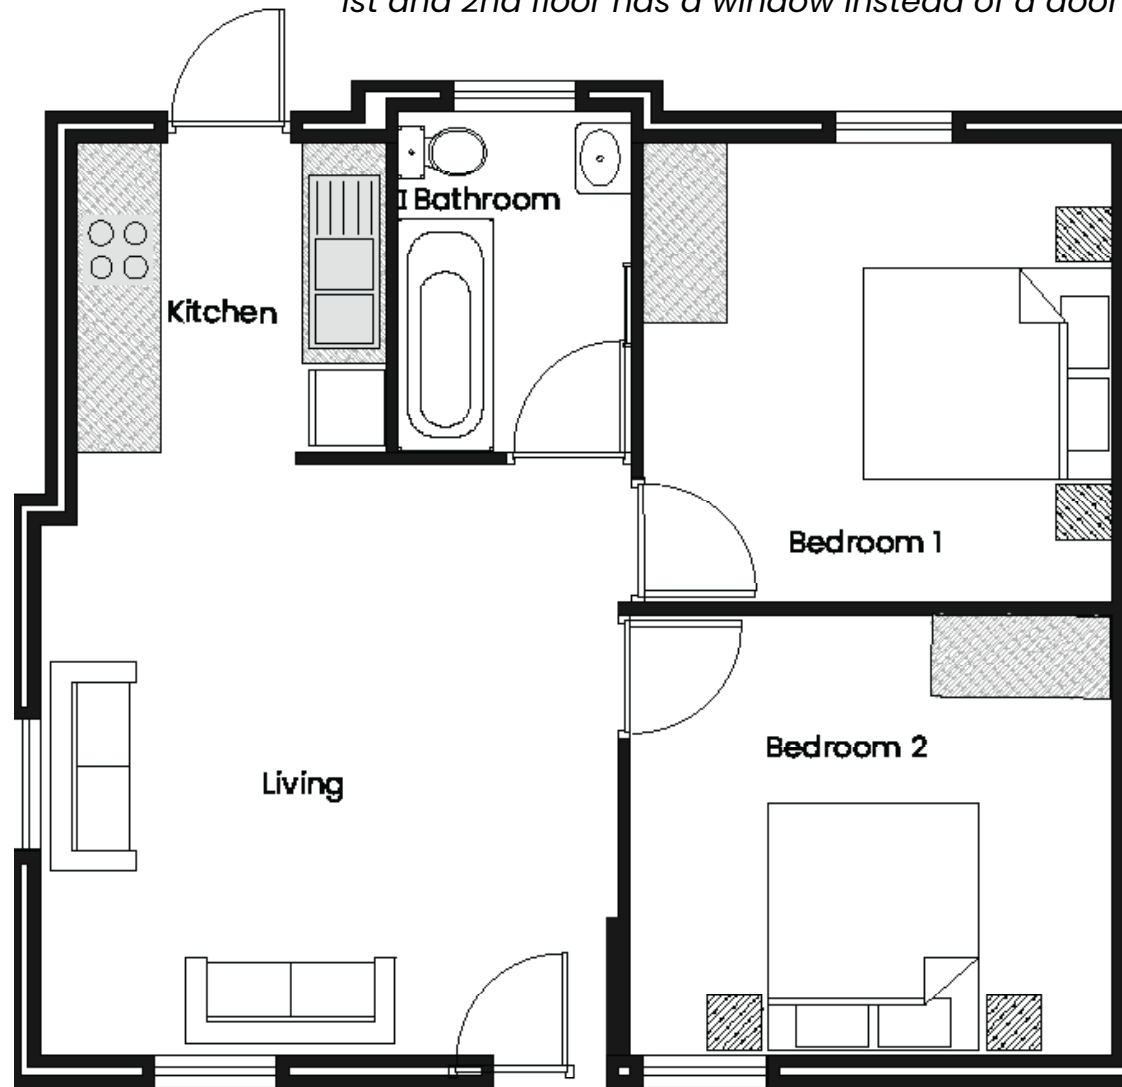 1st and 2nd floor has a window instead of a door
Bathroom
Kitchen
Bedroom 1
Bedroom 2
Living